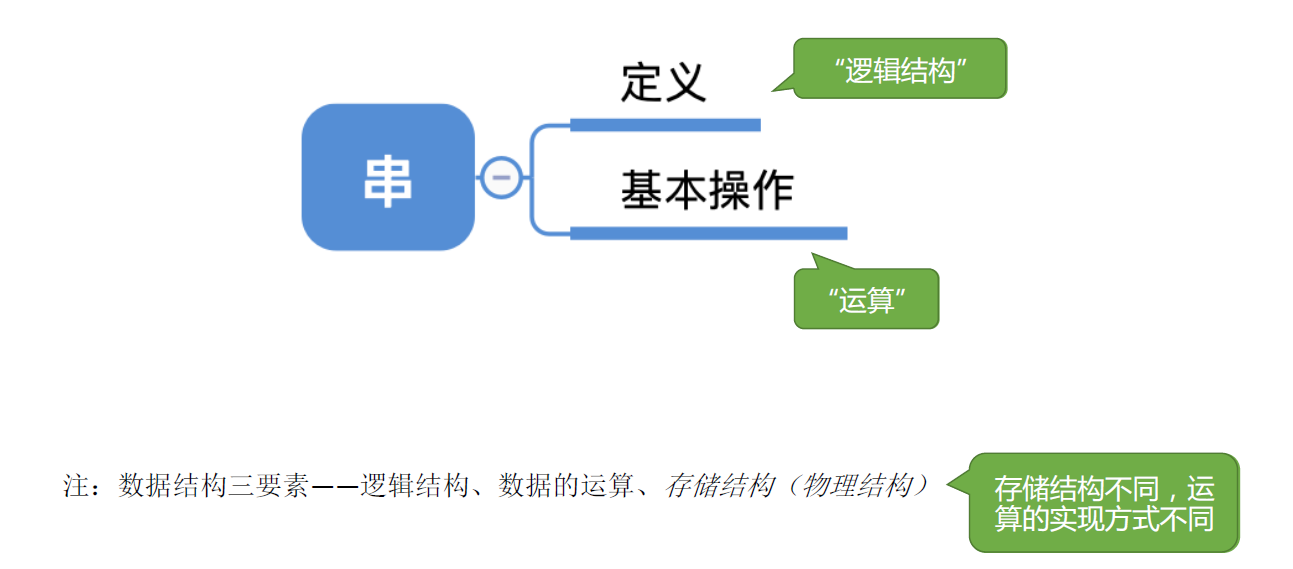 “逻辑结构”
定义
串
基本操作
“运算”
注：数据结构三要素——逻辑结构、数据的运算、存储结构（物理结构）
存储结构不同，运
算的实现方式不同